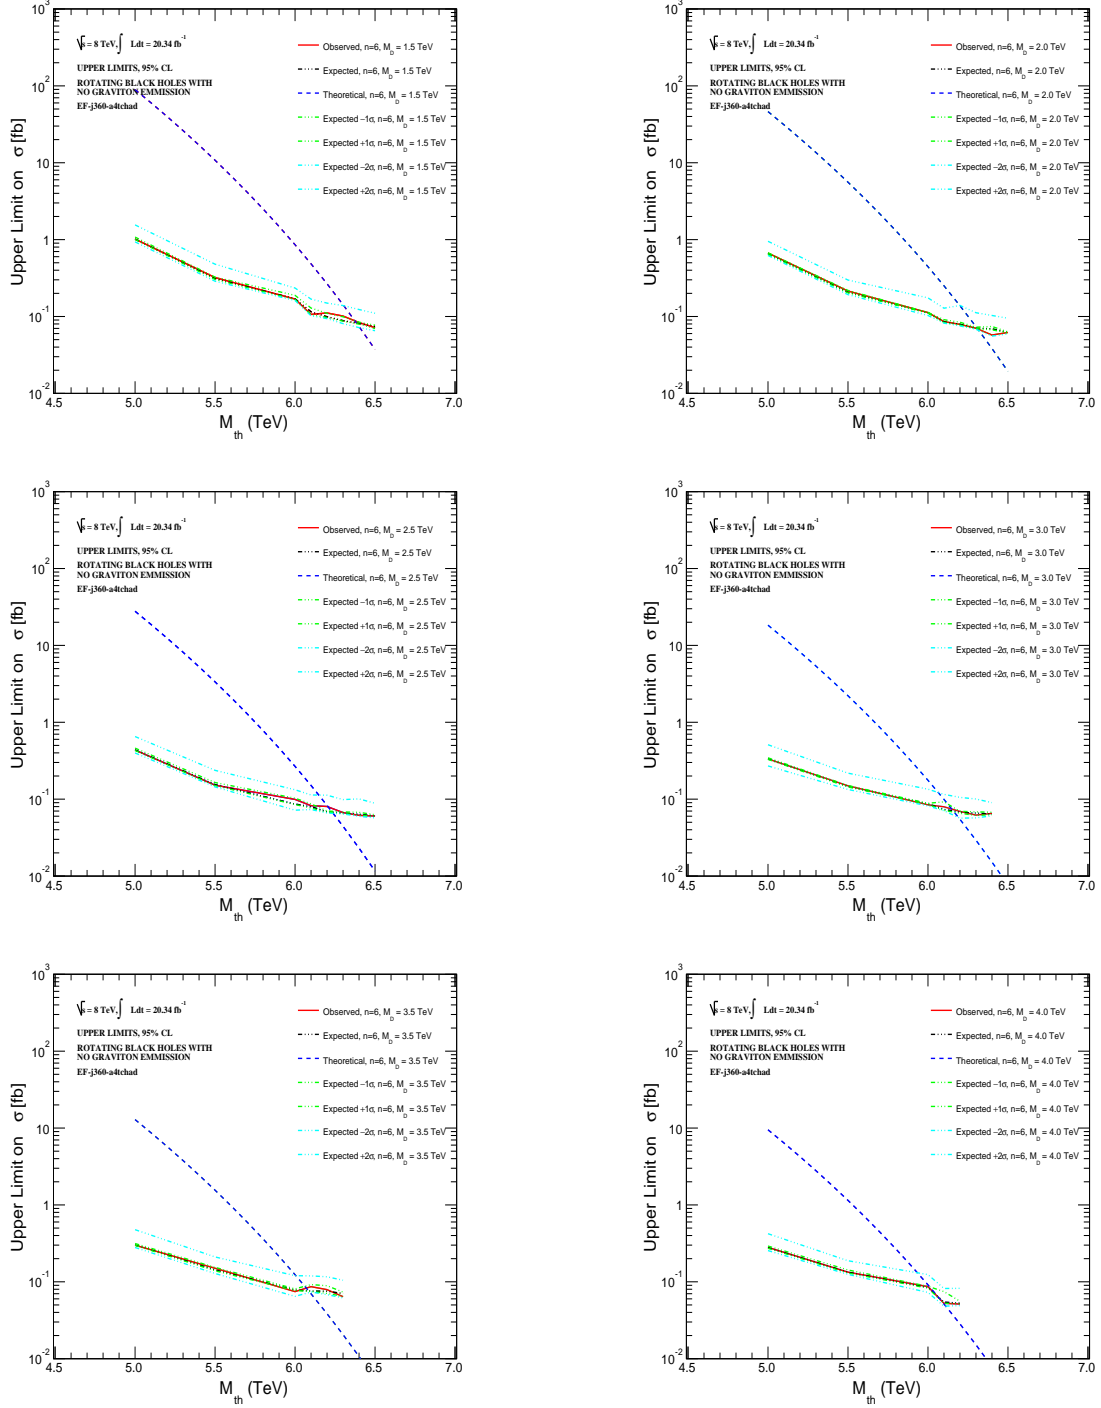 10^3
√s = 8 TeV, ∫ Ldt = 20.34 fb^-1
UPPER LIMITS, 95% CL
ROTATING BLACK HOLES WITH
NO GRAVITON EMMISSION
EF-j360-a4tchad
Observed, n=6, M_D = 1.5 TeV
Expected, n=6, M_D = 1.5 TeV
Theoretical, n=6, M_D = 1.5 TeV
Expected −1σ, n=6, M_D = 1.5 TeV
Expected +1σ, n=6, M_D = 1.5 TeV
Expected −2σ, n=6, M_D = 1.5 TeV
Expected +2σ, n=6, M_D = 1.5 TeV
10^2
10
1
10^-1
10^-2
Upper Limit on σ [fb]
4.5 5.0 5.5 6.0 6.5 7.0
M_th (TeV)
10^3
√s = 8 TeV, ∫ Ldt = 20.34 fb^-1
UPPER LIMITS, 95% CL
ROTATING BLACK HOLES WITH
NO GRAVITON EMMISSION
EF-j360-a4tchad
Observed, n=6, M_D = 2.0 TeV
Expected, n=6, M_D = 2.0 TeV
Theoretical, n=6, M_D = 2.0 TeV
Expected −1σ, n=6, M_D = 2.0 TeV
Expected +1σ, n=6, M_D = 2.0 TeV
Expected −2σ, n=6, M_D = 2.0 TeV
Expected +2σ, n=6, M_D = 2.0 TeV
10^2
10
1
10^-1
10^-2
Upper Limit on σ [fb]
4.5 5.0 5.5 6.0 6.5 7.0
M_th (TeV)
10^3
√s = 8 TeV, ∫ Ldt = 20.34 fb^-1
UPPER LIMITS, 95% CL
ROTATING BLACK HOLES WITH
NO GRAVITON EMMISSION
EF-j360-a4tchad
Observed, n=6, M_D = 2.5 TeV
Expected, n=6, M_D = 2.5 TeV
Theoretical, n=6, M_D = 2.5 TeV
Expected −1σ, n=6, M_D = 2.5 TeV
Expected +1σ, n=6, M_D = 2.5 TeV
Expected −2σ, n=6, M_D = 2.5 TeV
Expected +2σ, n=6, M_D = 2.5 TeV
10^2
10
1
10^-1
10^-2
Upper Limit on σ [fb]
4.5 5.0 5.5 6.0 6.5 7.0
M_th (TeV)
10^3
√s = 8 TeV, ∫ Ldt = 20.34 fb^-1
UPPER LIMITS, 95% CL
ROTATING BLACK HOLES WITH
NO GRAVITON EMMISSION
EF-j360-a4tchad
Observed, n=6, M_D = 3.0 TeV
Expected, n=6, M_D = 3.0 TeV
Theoretical, n=6, M_D = 3.0 TeV
Expected −1σ, n=6, M_D = 3.0 TeV
Expected +1σ, n=6, M_D = 3.0 TeV
Expected −2σ, n=6, M_D = 3.0 TeV
Expected +2σ, n=6, M_D = 3.0 TeV
10^2
10
1
10^-1
10^-2
Upper Limit on σ [fb]
4.5 5.0 5.5 6.0 6.5 7.0
M_th (TeV)
10^3
√s = 8 TeV, ∫ Ldt = 20.34 fb^-1
UPPER LIMITS, 95% CL
ROTATING BLACK HOLES WITH
NO GRAVITON EMMISSION
EF-j360-a4tchad
Observed, n=6, M_D = 3.5 TeV
Expected, n=6, M_D = 3.5 TeV
Theoretical, n=6, M_D = 3.5 TeV
Expected −1σ, n=6, M_D = 3.5 TeV
Expected +1σ, n=6, M_D = 3.5 TeV
Expected −2σ, n=6, M_D = 3.5 TeV
Expected +2σ, n=6, M_D = 3.5 TeV
10^2
10
1
10^-1
10^-2
Upper Limit on σ [fb]
4.5 5.0 5.5 6.0 6.5 7.0
M_th (TeV)
10^3
√s = 8 TeV, ∫ Ldt = 20.34 fb^-1
UPPER LIMITS, 95% CL
ROTATING BLACK HOLES WITH
NO GRAVITON EMMISSION
EF-j360-a4tchad
Observed, n=6, M_D = 4.0 TeV
Expected, n=6, M_D = 4.0 TeV
Theoretical, n=6, M_D = 4.0 TeV
Expected −1σ, n=6, M_D = 4.0 TeV
Expected +1σ, n=6, M_D = 4.0 TeV
Expected −2σ, n=6, M_D = 4.0 TeV
Expected +2σ, n=6, M_D = 4.0 TeV
10^2
10
1
10^-1
10^-2
Upper Limit on σ [fb]
4.5 5.0 5.5 6.0 6.5 7.0
M_th (TeV)